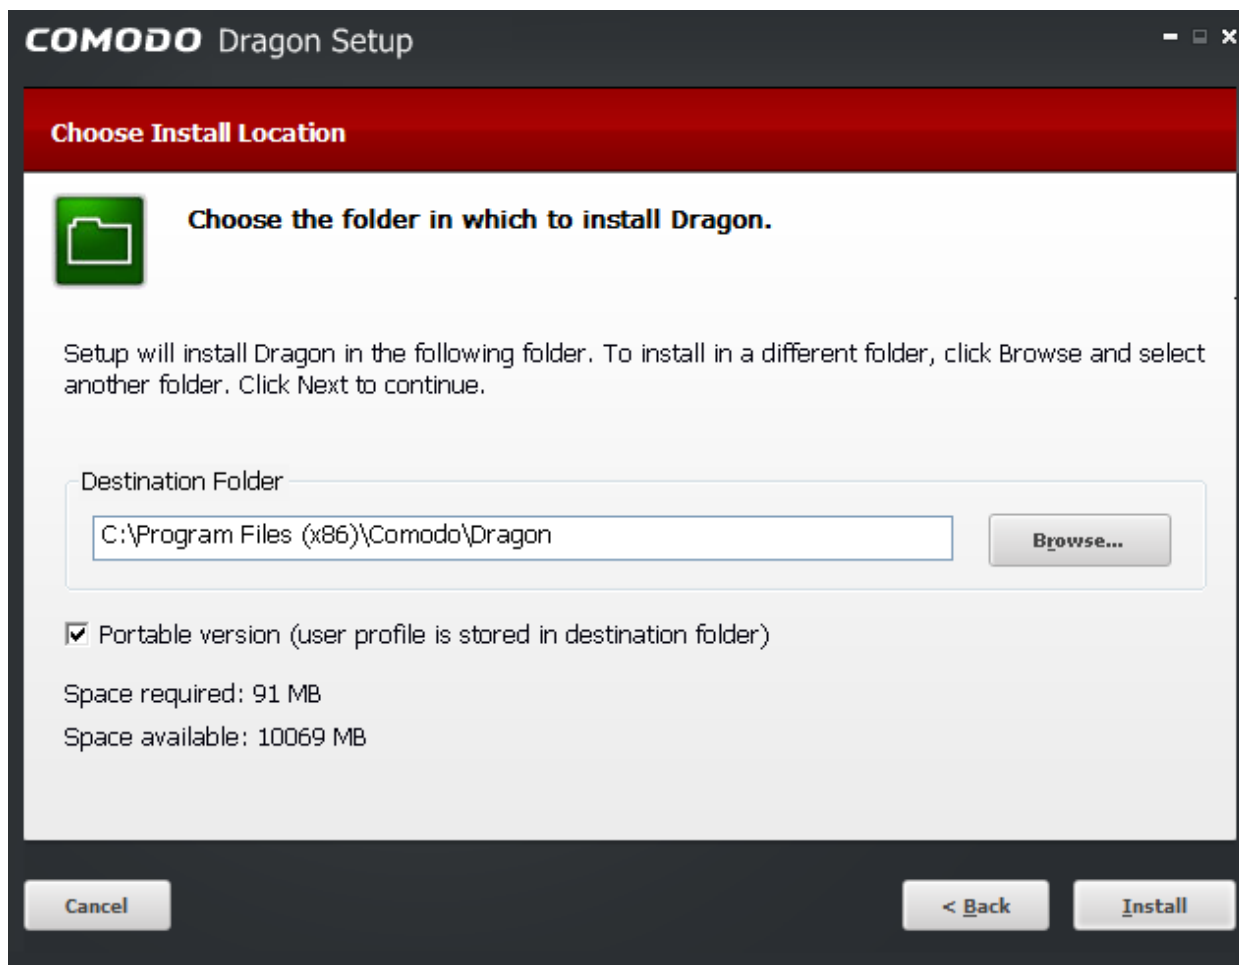 COMODO Dragon Setup
Choose Install Location
Choose the folder in which to install Dragon.
Setup will install Dragon in the following folder. To install in a different folder, click Browse and select
another folder. Click Next to continue.
Destination Folder
C:\Program Files (x86)\Comodo\Dragon
Browse...
Portable version (user profile is stored in destination folder)
Space required: 91 MB
Space available: 10069 MB
Cancel
< Back
Install